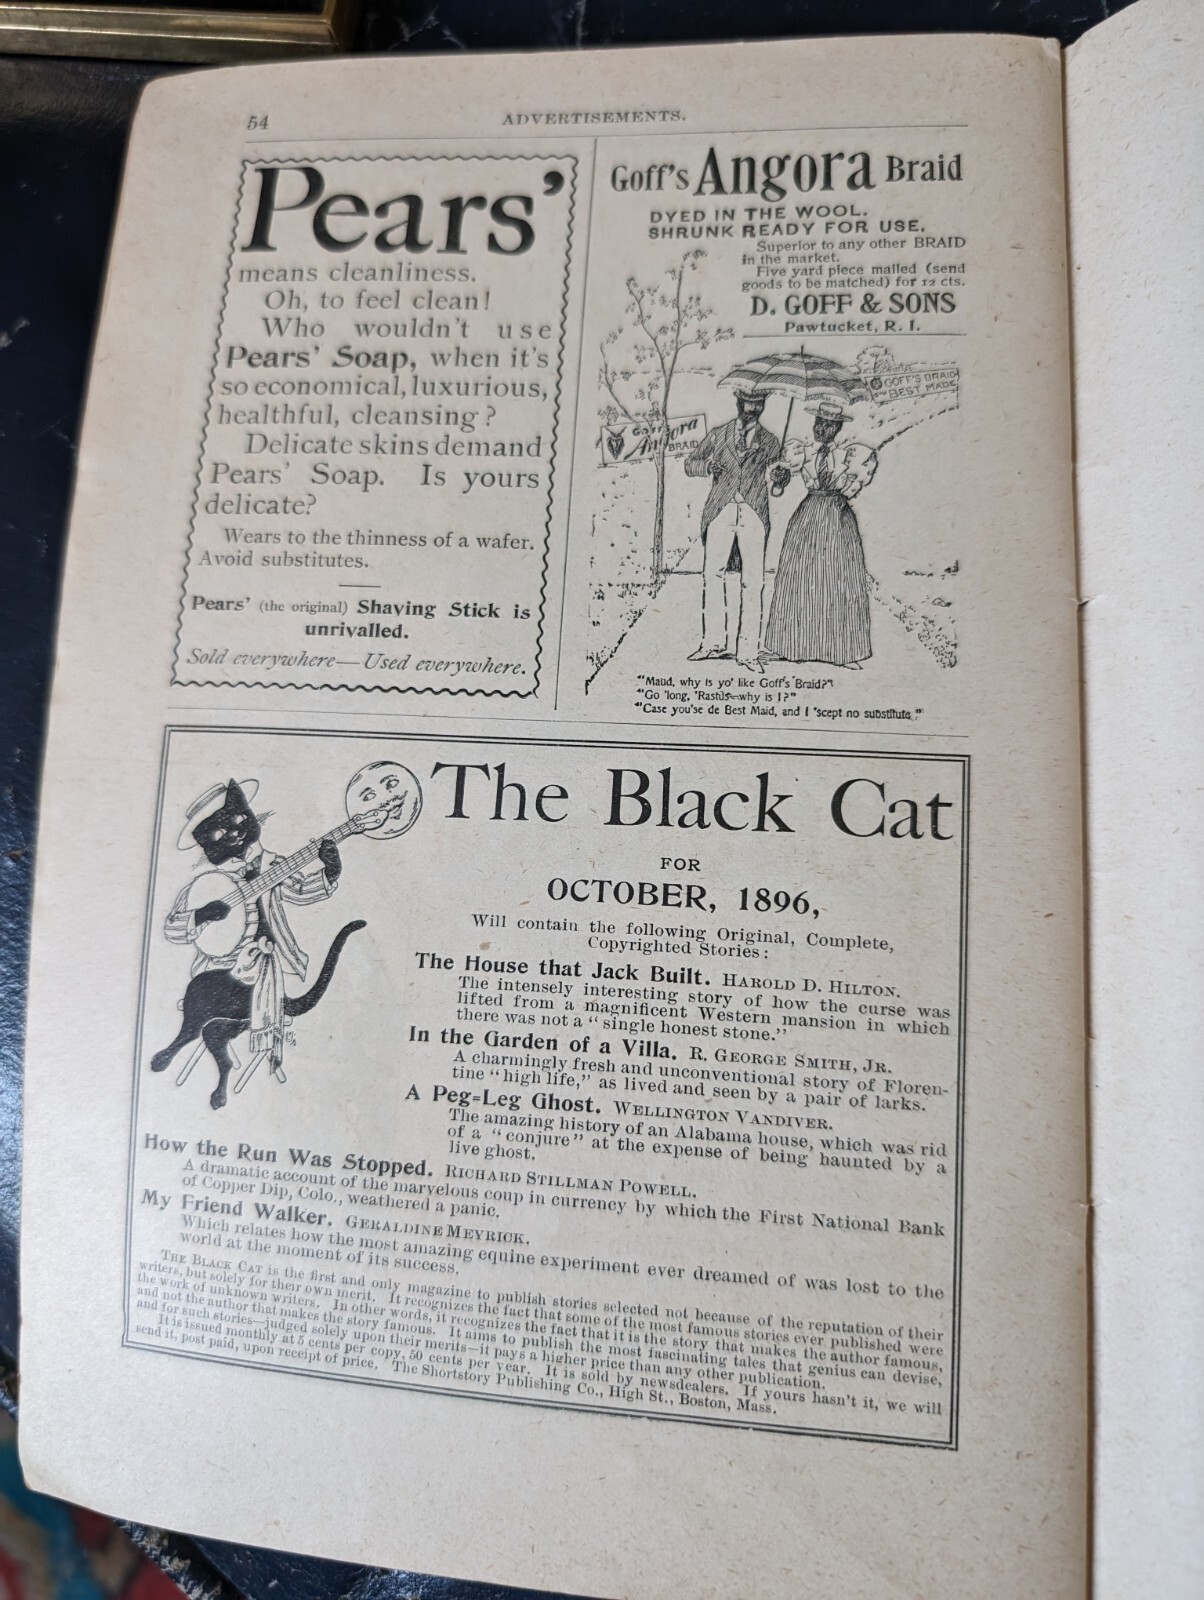 54
ADVERTISEMENTS.
Pears'
means cleanliness.
Oh, to feel clean!
Who wouldn't use
Pears' Soap, when it's
so economical, luxurious,
healthful, cleansing?
Delicate skins demand
Pears' Soap. Is yours
delicate?
Wears to the thinness of a wafer.
Avoid substitutes.
Pears' (the original) Shaving Stick is
unrivalled.
Sold everywhere—Used everywhere.
Goff's Angora Braid
DYED IN THE WOOL.
SHRUNK READY FOR USE.
Superior to any other BRAID
in the market.
Five yard piece mailed (send
goods to be matched) for 12 cts.
D. GOFF & SONS
Pawtucket, R. I.
GOFF'S BRAID
BEST MADE
GOFF'S
Angora
BRAID
"Maud, why is yo' like Goff's Braid?"
"Go 'long, 'Rastus—why is I?"
"'Case you'se de Best Maid, and I 'scept no substitute."
The Black Cat
FOR
OCTOBER, 1896,
Will contain the following Original, Complete,
Copyrighted Stories:
The House that Jack Built. HAROLD D. HILTON.
The intensely interesting story of how the curse was
lifted from a magnificent Western mansion in which
there was not a "single honest stone."
In the Garden of a Villa. R. GEORGE SMITH, JR.
A charmingly fresh and unconventional story of Floren-
tine "high life," as lived and seen by a pair of larks.
A Peg-Leg Ghost. WELLINGTON VANDIVER.
The amazing history of an Alabama house, which was rid
of a "conjure" at the expense of being haunted by a
live ghost.
How the Run Was Stopped. RICHARD STILLMAN POWELL.
A dramatic account of the marvelous coup in currency by which the First National Bank
of Copper Dip, Colo., weathered a panic.
My Friend Walker. GERALDINE MEYRICK.
Which relates how the most amazing equine experiment ever dreamed of was lost to the
world at the moment of its success.
THE BLACK CAT is the first and only magazine to publish stories selected not because of the reputation of their
writers, but solely for their own merit. It recognizes the fact that some of the most famous stories ever published were
the work of unknown writers. In other words, it recognizes the fact that it is the story that makes the author famous,
and not the author that makes the story famous. It aims to publish the most fascinating tales that genius can devise,
and for such stories—judged solely upon their merits—it pays a higher price than any other publication.
It is issued monthly at 5 cents per copy, 50 cents per year. It is sold by newsdealers. If yours hasn't it, we will
send it, post paid, upon receipt of price. The Shortstory Publishing Co., High St., Boston, Mass.